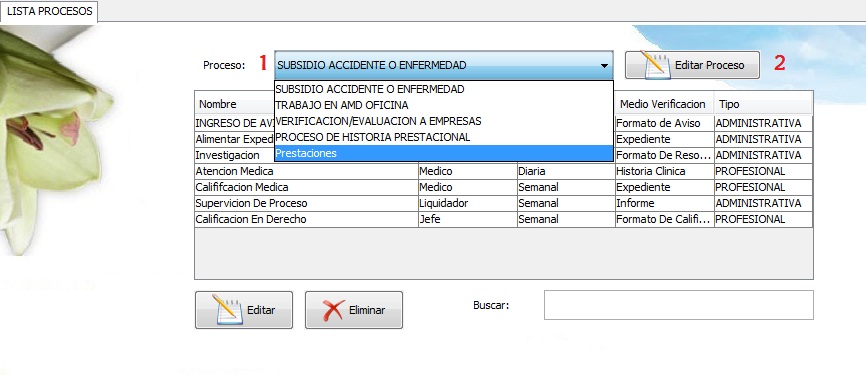 LISTA PROCESOS
Proceso: 1 SUBSIDIO ACCIDENTE O ENFERMEDAD Editar Proceso 2
SUBSIDIO ACCIDENTE O ENFERMEDAD
TRABAJO EN AMD OFICINA
VERIFICACION/EVALUACION A EMPRESAS
PROCESO DE HISTORIA PRESTACIONAL
Prestaciones
Nombre Medio Verificacion Tipo
INGRESO DE AVI Formato de Aviso ADMINISTRATIVA
Alimentar Exped Expediente ADMINISTRATIVA
Investigacion Formato De Reso... ADMINISTRATIVA
Atencion Medica Medico Diaria Historia Clinica PROFESIONAL
Calififcacion Medica Medico Semanal Expediente PROFESIONAL
Supervicion De Proceso Liquidador Semanal Informe ADMINISTRATIVA
Calificacion En Derecho Jefe Semanal Formato De Califi... PROFESIONAL
Editar Eliminar Buscar: